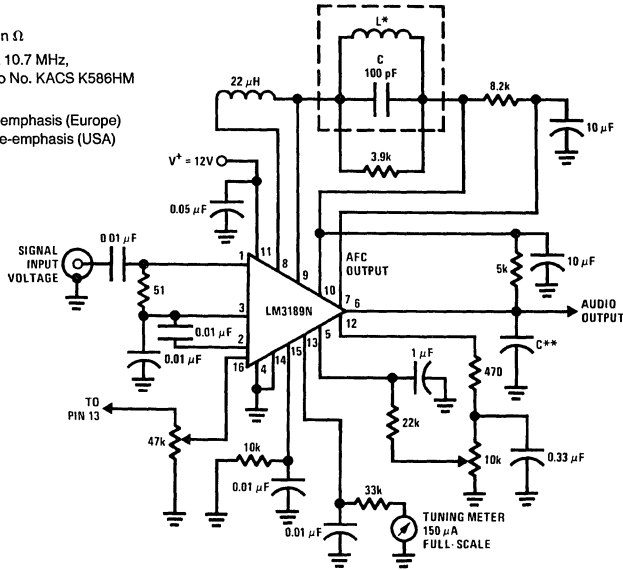 n Ω
10.7 MHz,
o No. KACS K586HM
emphasis (Europe)
e-emphasis (USA)
L*
C
100 pF
22 μH
8.2k
10 μF
3.9k
V+ = 12V
0.05 μF
0 01 μF
SIGNAL
INPUT
VOLTAGE
51
0.01 μF
0.01 μF
1
11
8
9
10
7
6
3
2
16
4
14
15
13
5
12
LM3189N
AFC
OUTPUT
5k
10 μF
AUDIO
OUTPUT
C**
1 μF
470
22k
10k
0.33 μF
TO
PIN 13
47k
10k
0.01 μF
33k
0.01 μF
TUNING METER
150 μA
FULL-SCALE